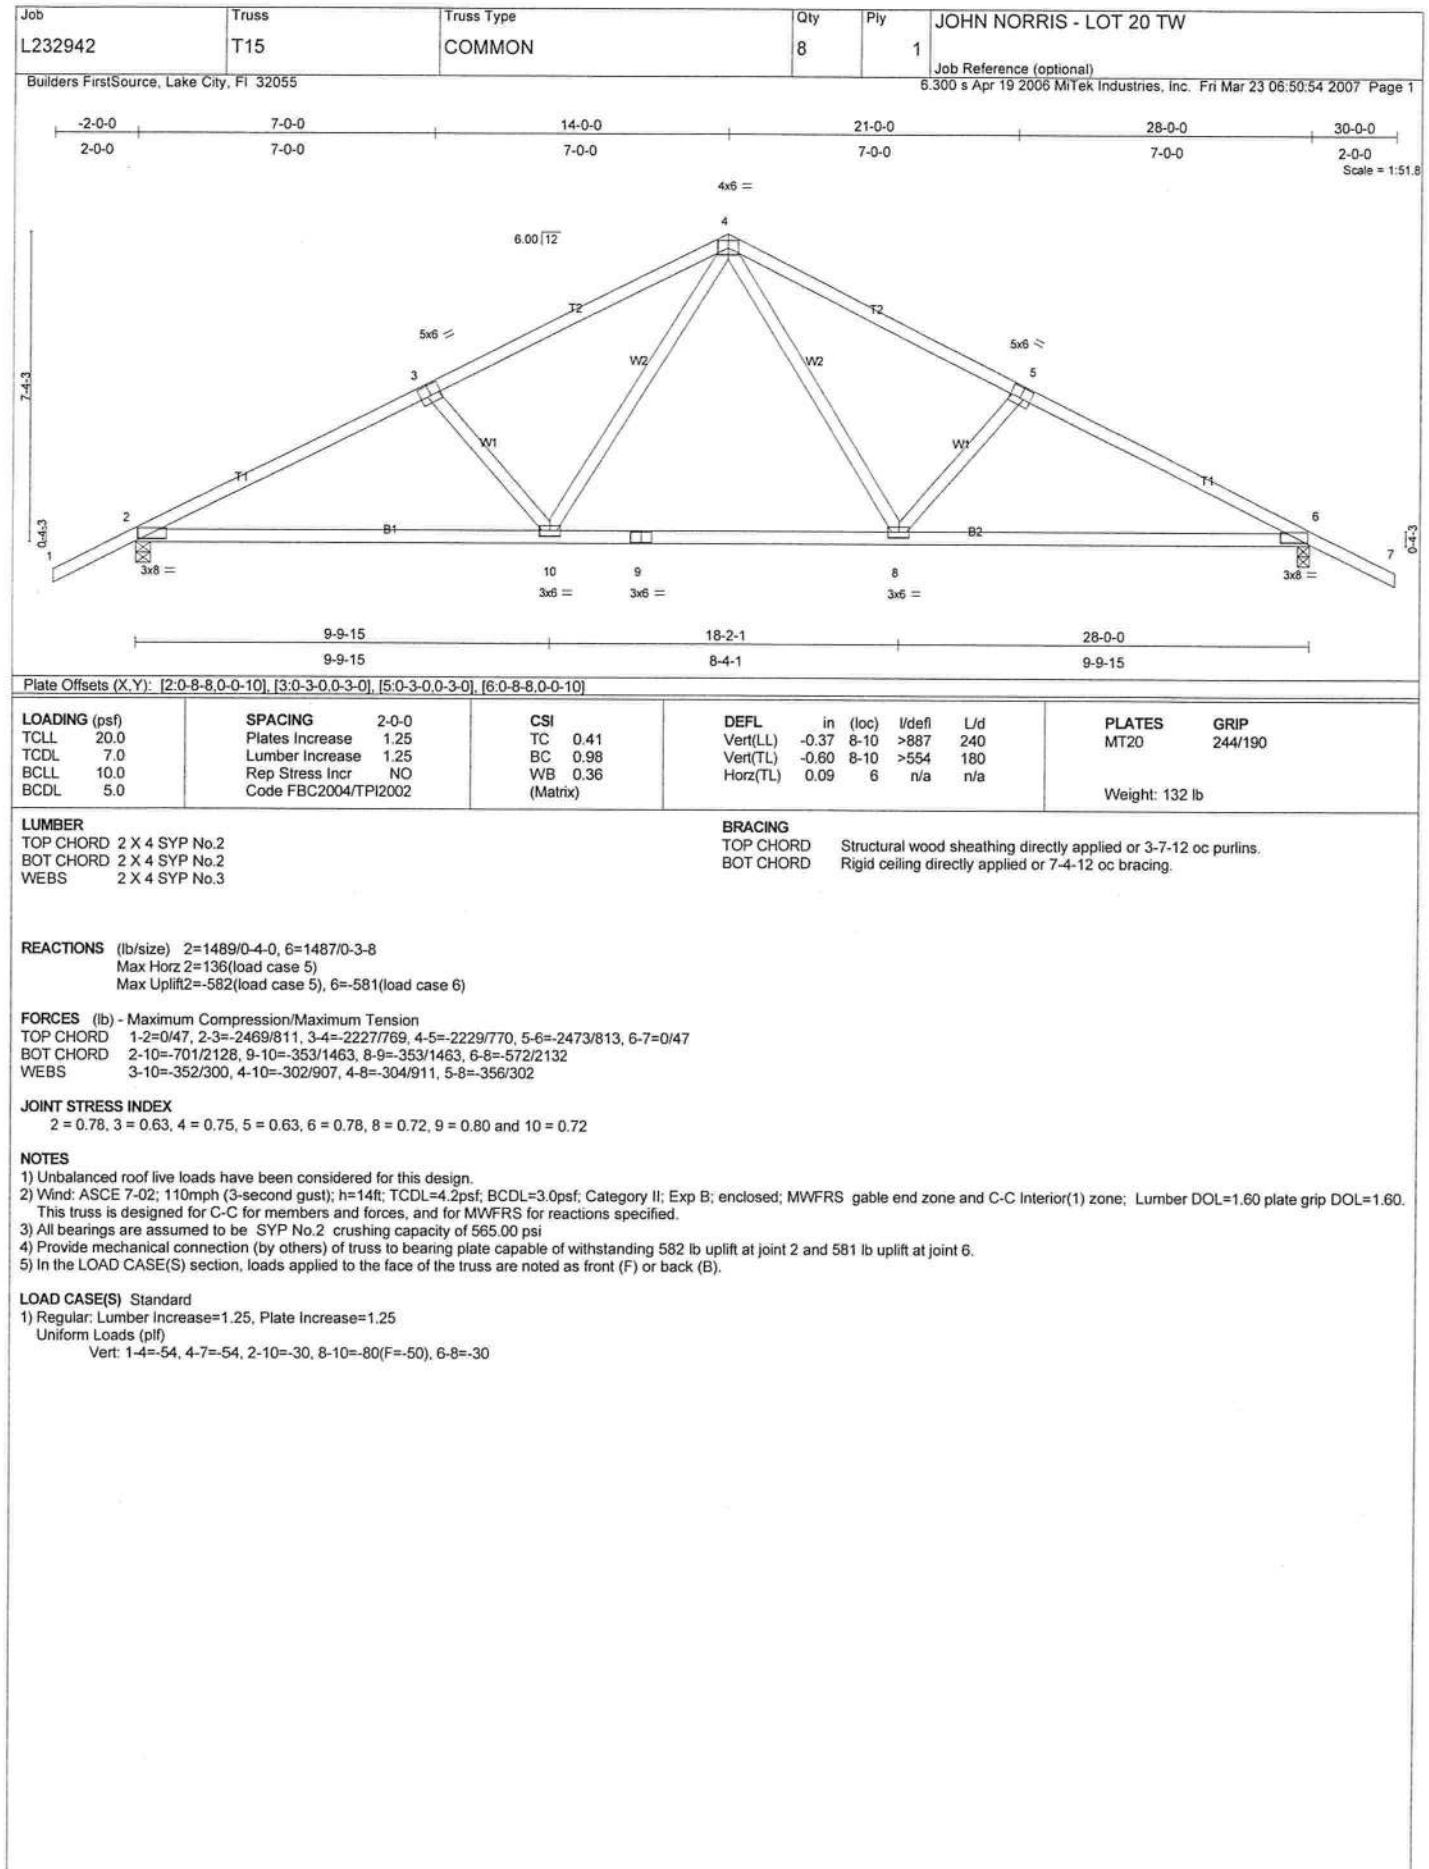 Job Truss Truss Type Qty Ply JOHN NORRIS - LOT 20 TW
L232942 T15 COMMON 8 1
Job Reference (optional)
Builders FirstSource, Lake City, Fl 32055 6.300 s Apr 19 2006 MiTek Industries, Inc. Fri Mar 23 06:50:54 2007 Page 1
-2-0-0 7-0-0 14-0-0 21-0-0 28-0-0 30-0-0
2-0-0 7-0-0 7-0-0 7-0-0 7-0-0 2-0-0
Scale = 1:51.8
4x6 =
4
6.00 12
T2 T2
5x6 5x6
W2 W2
3 5
7-4-3
W1 W1
T1 T1
2 B1 B2 6
0-4-3 0-4-3
1 7
3x8 = 10 9 8 3x8 =
3x6 = 3x6 = 3x6 =
9-9-15 18-2-1 28-0-0
9-9-15 8-4-1 9-9-15
Plate Offsets (X,Y): [2:0-8-8,0-0-10], [3:0-3-0,0-3-0], [5:0-3-0,0-3-0], [6:0-8-8,0-0-10]
LOADING (psf) SPACING 2-0-0 CSI DEFL in (loc) l/defl L/d PLATES GRIP
TCLL 20.0 Plates Increase 1.25 TC 0.41 Vert(LL) -0.37 8-10 >887 240 MT20 244/190
TCDL 7.0 Lumber Increase 1.25 BC 0.98 Vert(TL) -0.60 8-10 >554 180
BCLL 10.0 Rep Stress Incr NO WB 0.36 Horz(TL) 0.09 6 n/a n/a
BCDL 5.0 Code FBC2004/TPI2002 (Matrix) Weight: 132 lb
LUMBER
TOP CHORD 2 X 4 SYP No.2
BOT CHORD 2 X 4 SYP No.2
WEBS 2 X 4 SYP No.3
BRACING
TOP CHORD Structural wood sheathing directly applied or 3-7-12 oc purlins.
BOT CHORD Rigid ceiling directly applied or 7-4-12 oc bracing.
REACTIONS (lb/size) 2=1489/0-4-0, 6=1487/0-3-8
Max Horz 2=136(load case 5)
Max Uplift2=-582(load case 5), 6=-581(load case 6)
FORCES (lb) - Maximum Compression/Maximum Tension
TOP CHORD 1-2=0/47, 2-3=-2469/811, 3-4=-2227/769, 4-5=-2229/770, 5-6=-2473/813, 6-7=0/47
BOT CHORD 2-10=-701/2128, 9-10=-353/1463, 8-9=-353/1463, 6-8=-572/2132
WEBS 3-10=-352/300, 4-10=-302/907, 4-8=-304/911, 5-8=-356/302
JOINT STRESS INDEX
2 = 0.78, 3 = 0.63, 4 = 0.75, 5 = 0.63, 6 = 0.78, 8 = 0.72, 9 = 0.80 and 10 = 0.72
NOTES
1) Unbalanced roof live loads have been considered for this design.
2) Wind: ASCE 7-02; 110mph (3-second gust); h=14ft; TCDL=4.2psf; BCDL=3.0psf; Category II; Exp B; enclosed; MWFRS gable end zone and C-C Interior(1) zone; Lumber DOL=1.60 plate grip DOL=1.60.
This truss is designed for C-C for members and forces, and for MWFRS for reactions specified.
3) All bearings are assumed to be SYP No.2 crushing capacity of 565.00 psi
4) Provide mechanical connection (by others) of truss to bearing plate capable of withstanding 582 lb uplift at joint 2 and 581 lb uplift at joint 6.
5) In the LOAD CASE(S) section, loads applied to the face of the truss are noted as front (F) or back (B).
LOAD CASE(S) Standard
1) Regular: Lumber Increase=1.25, Plate Increase=1.25
Uniform Loads (plf)
Vert: 1-4=-54, 4-7=-54, 2-10=-30, 8-10=-80(F=-50), 6-8=-30